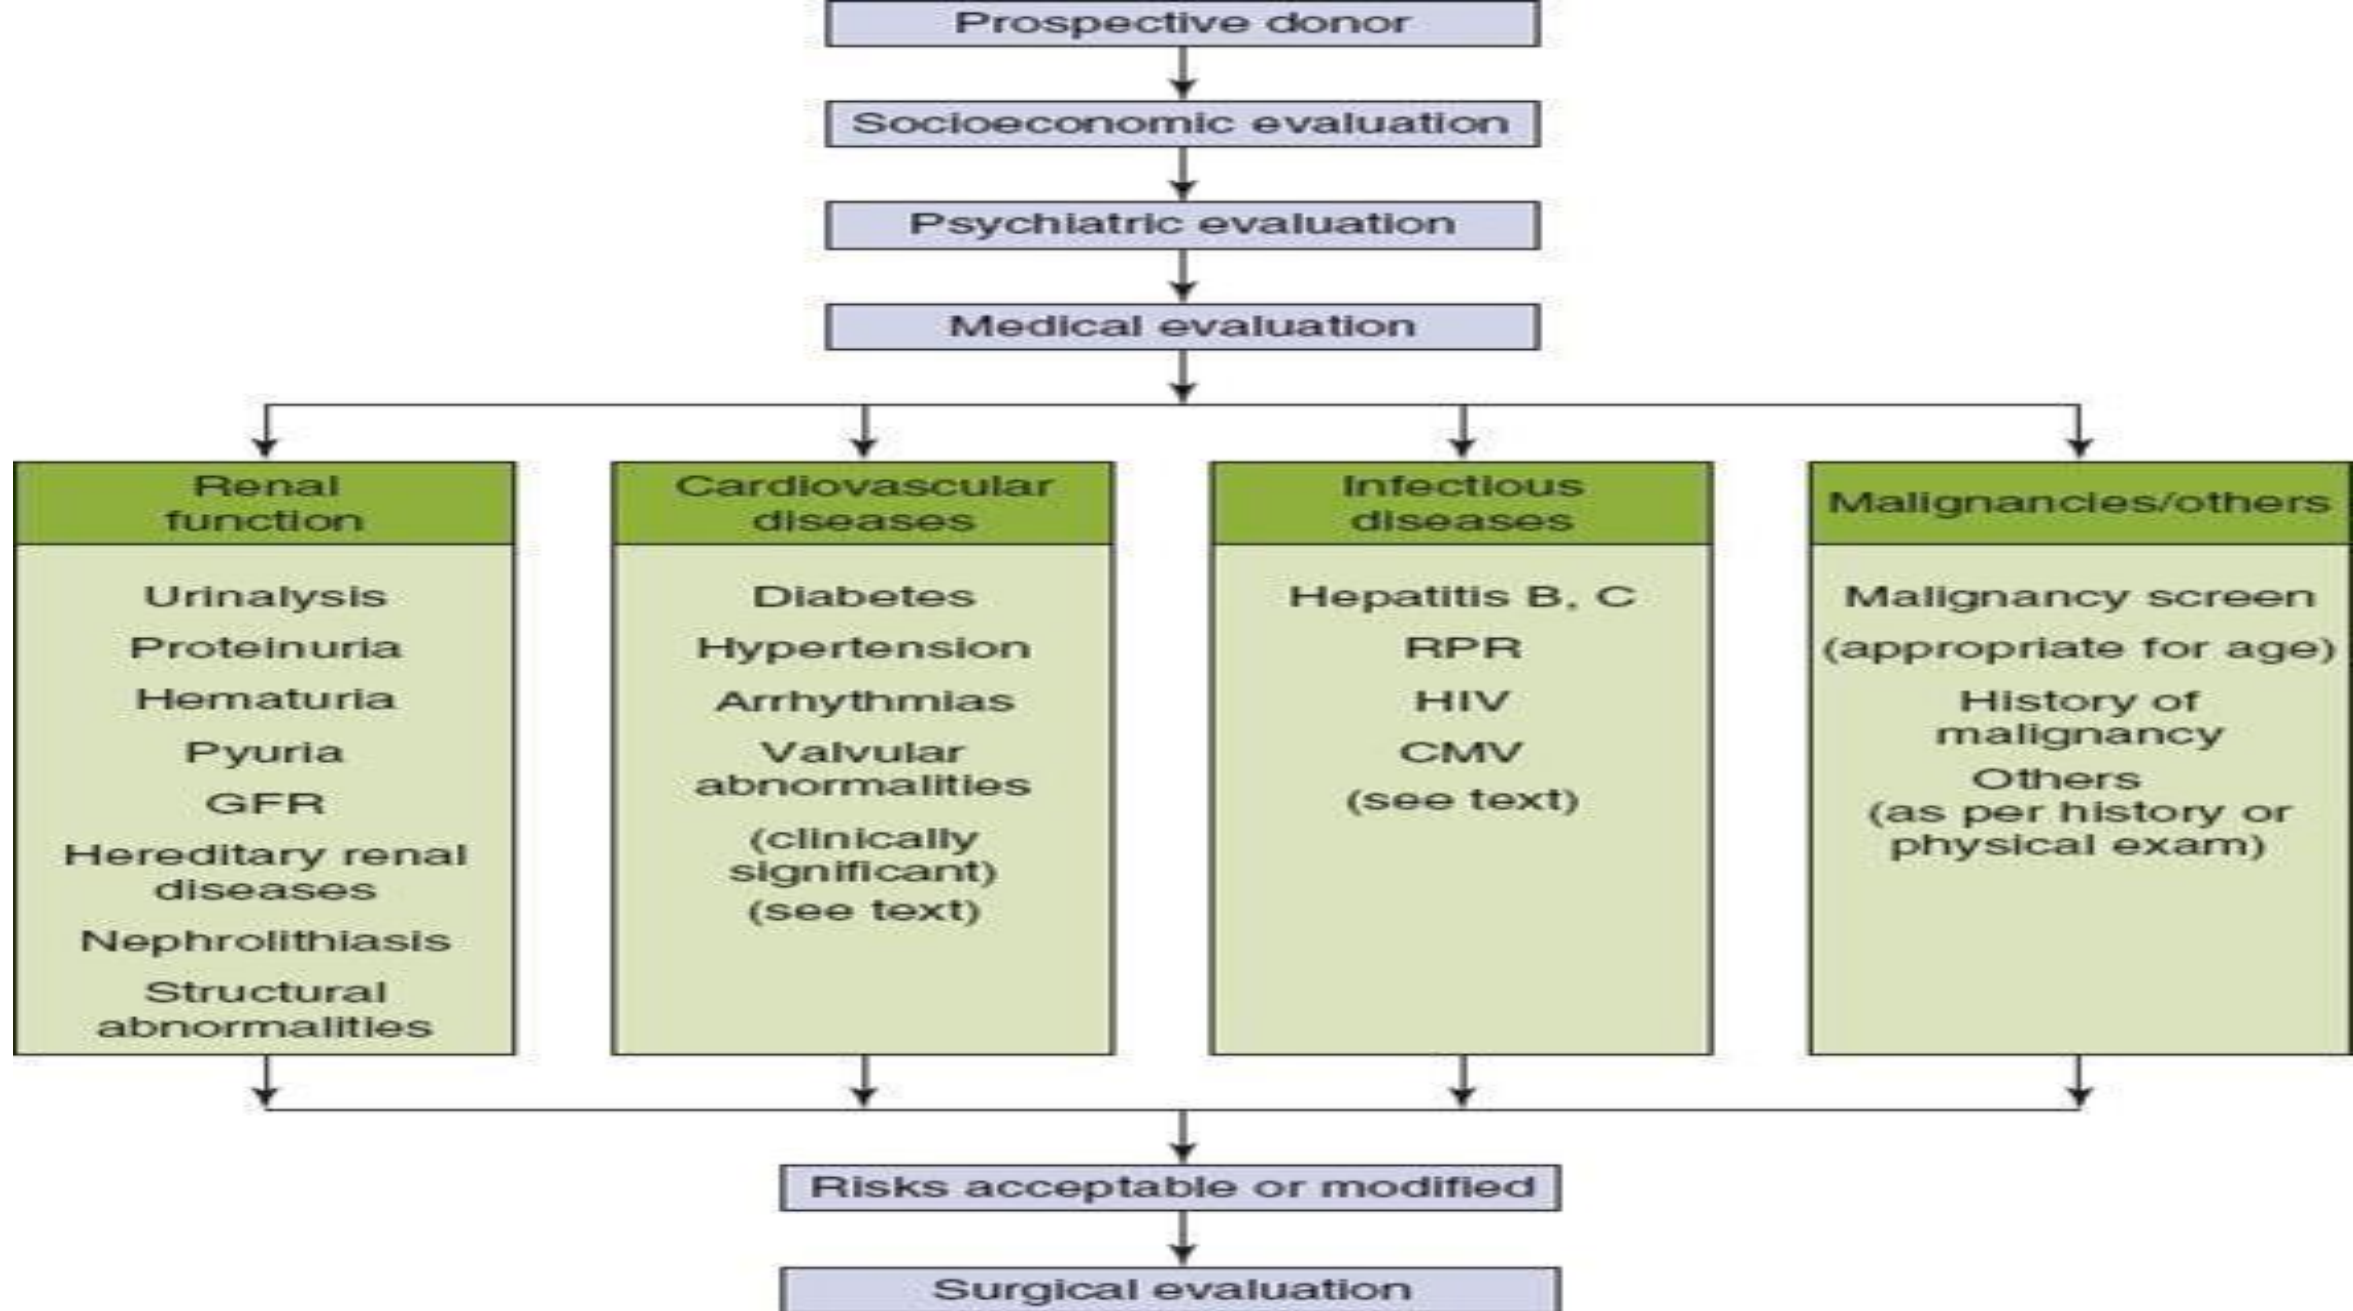 Prospective donor
Socioeconomic evaluation
Psychiatric evaluation
Medical evaluation
Renal
function
Urinalysis
Proteinuria
Hematuria
Pyuria
GFR
Hereditary renal
diseases
Nephrolithiasis
Structural
abnormalities
Cardiovascular
diseases
Diabetes
Hypertension
Arrhythmias
Valvular
abnormalities
(clinically
significant)
(see text)
Infectious
diseases
Hepatitis B, C
RPR
HIV
CMV
(see text)
Malignancies/others
Malignancy screen
(appropriate for age)
History of
malignancy
Others
(as per history or
physical exam)
Risks acceptable or modified
Surgical evaluation